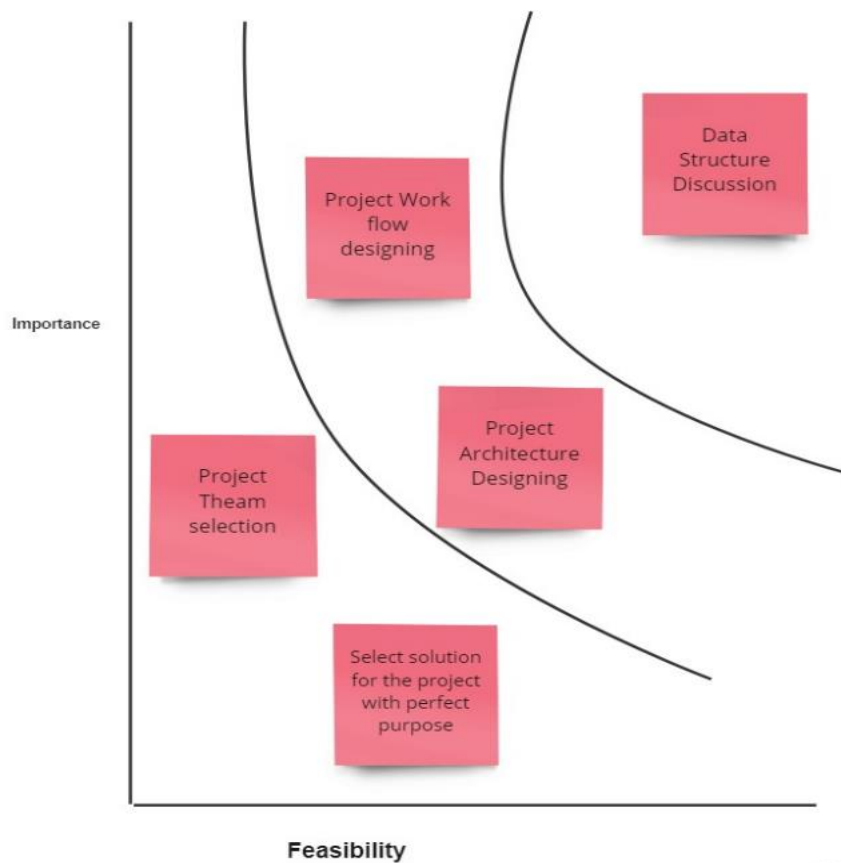 Data
Structure
Discussion
Project Work
flow
designing
Importance
Project
Architecture
Designing
Project
Theam
selection
Select solution
for the project
with perfect
purpose
Feasibility